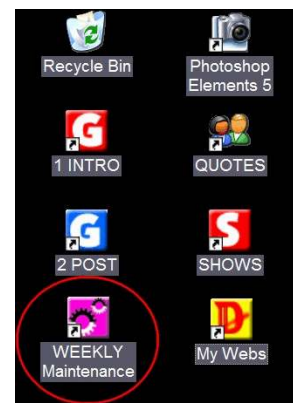 Recycle Bin
Photoshop
Elements 5
G
1 INTRO
QUOTES
G
2 POST
S
SHOWS
WEEKLY
Maintenance
D
My Webs